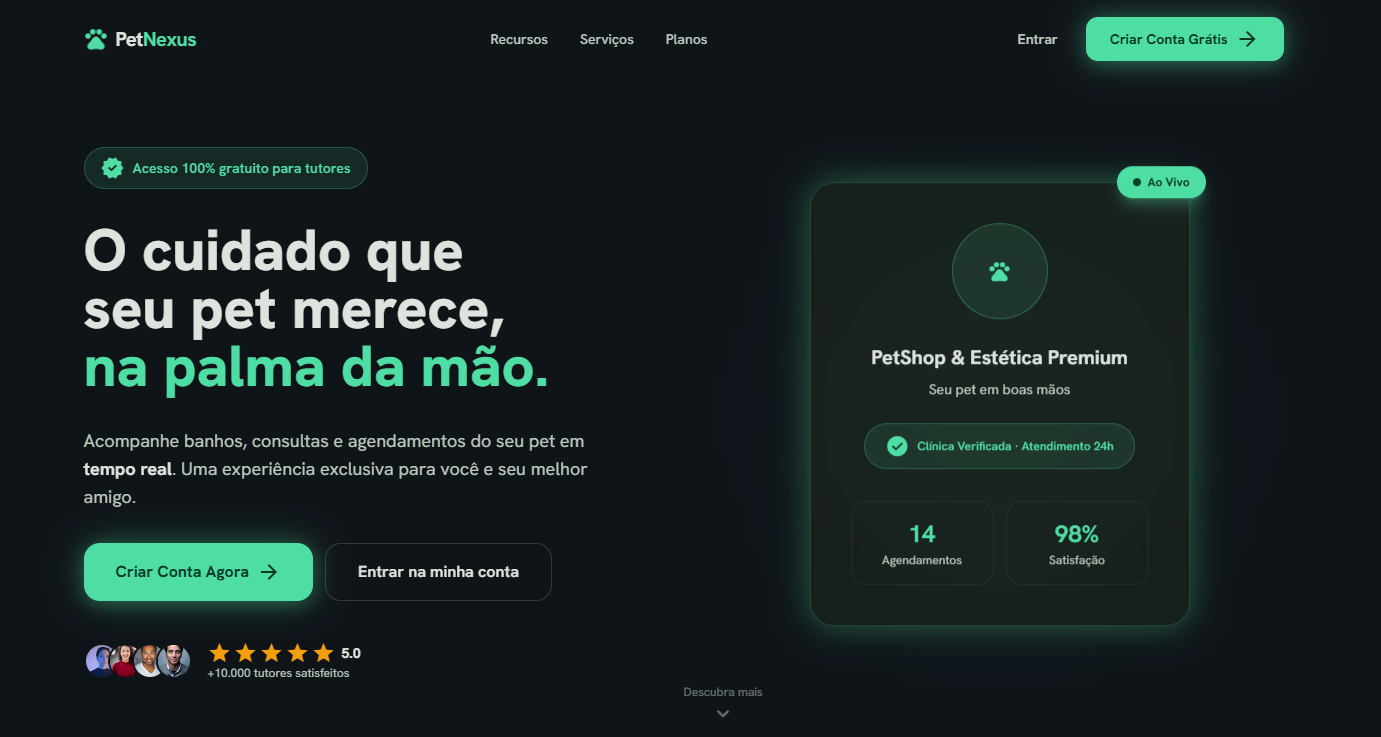 PetNexus
Recursos
Serviços
Planos
Entrar
Criar Conta Grátis
Acesso 100% gratuito para tutores
O cuidado que
seu pet merece,
na palma da mão.
Acompanhe banhos, consultas e agendamentos do seu pet em
tempo real. Uma experiência exclusiva para você e seu melhor
amigo.
Criar Conta Agora
Entrar na minha conta
5.0
+10.000 tutores satisfeitos
Ao Vivo
PetShop & Estética Premium
Seu pet em boas mãos
Clínica Verificada · Atendimento 24h
14
Agendamentos
98%
Satisfação
Descubra mais